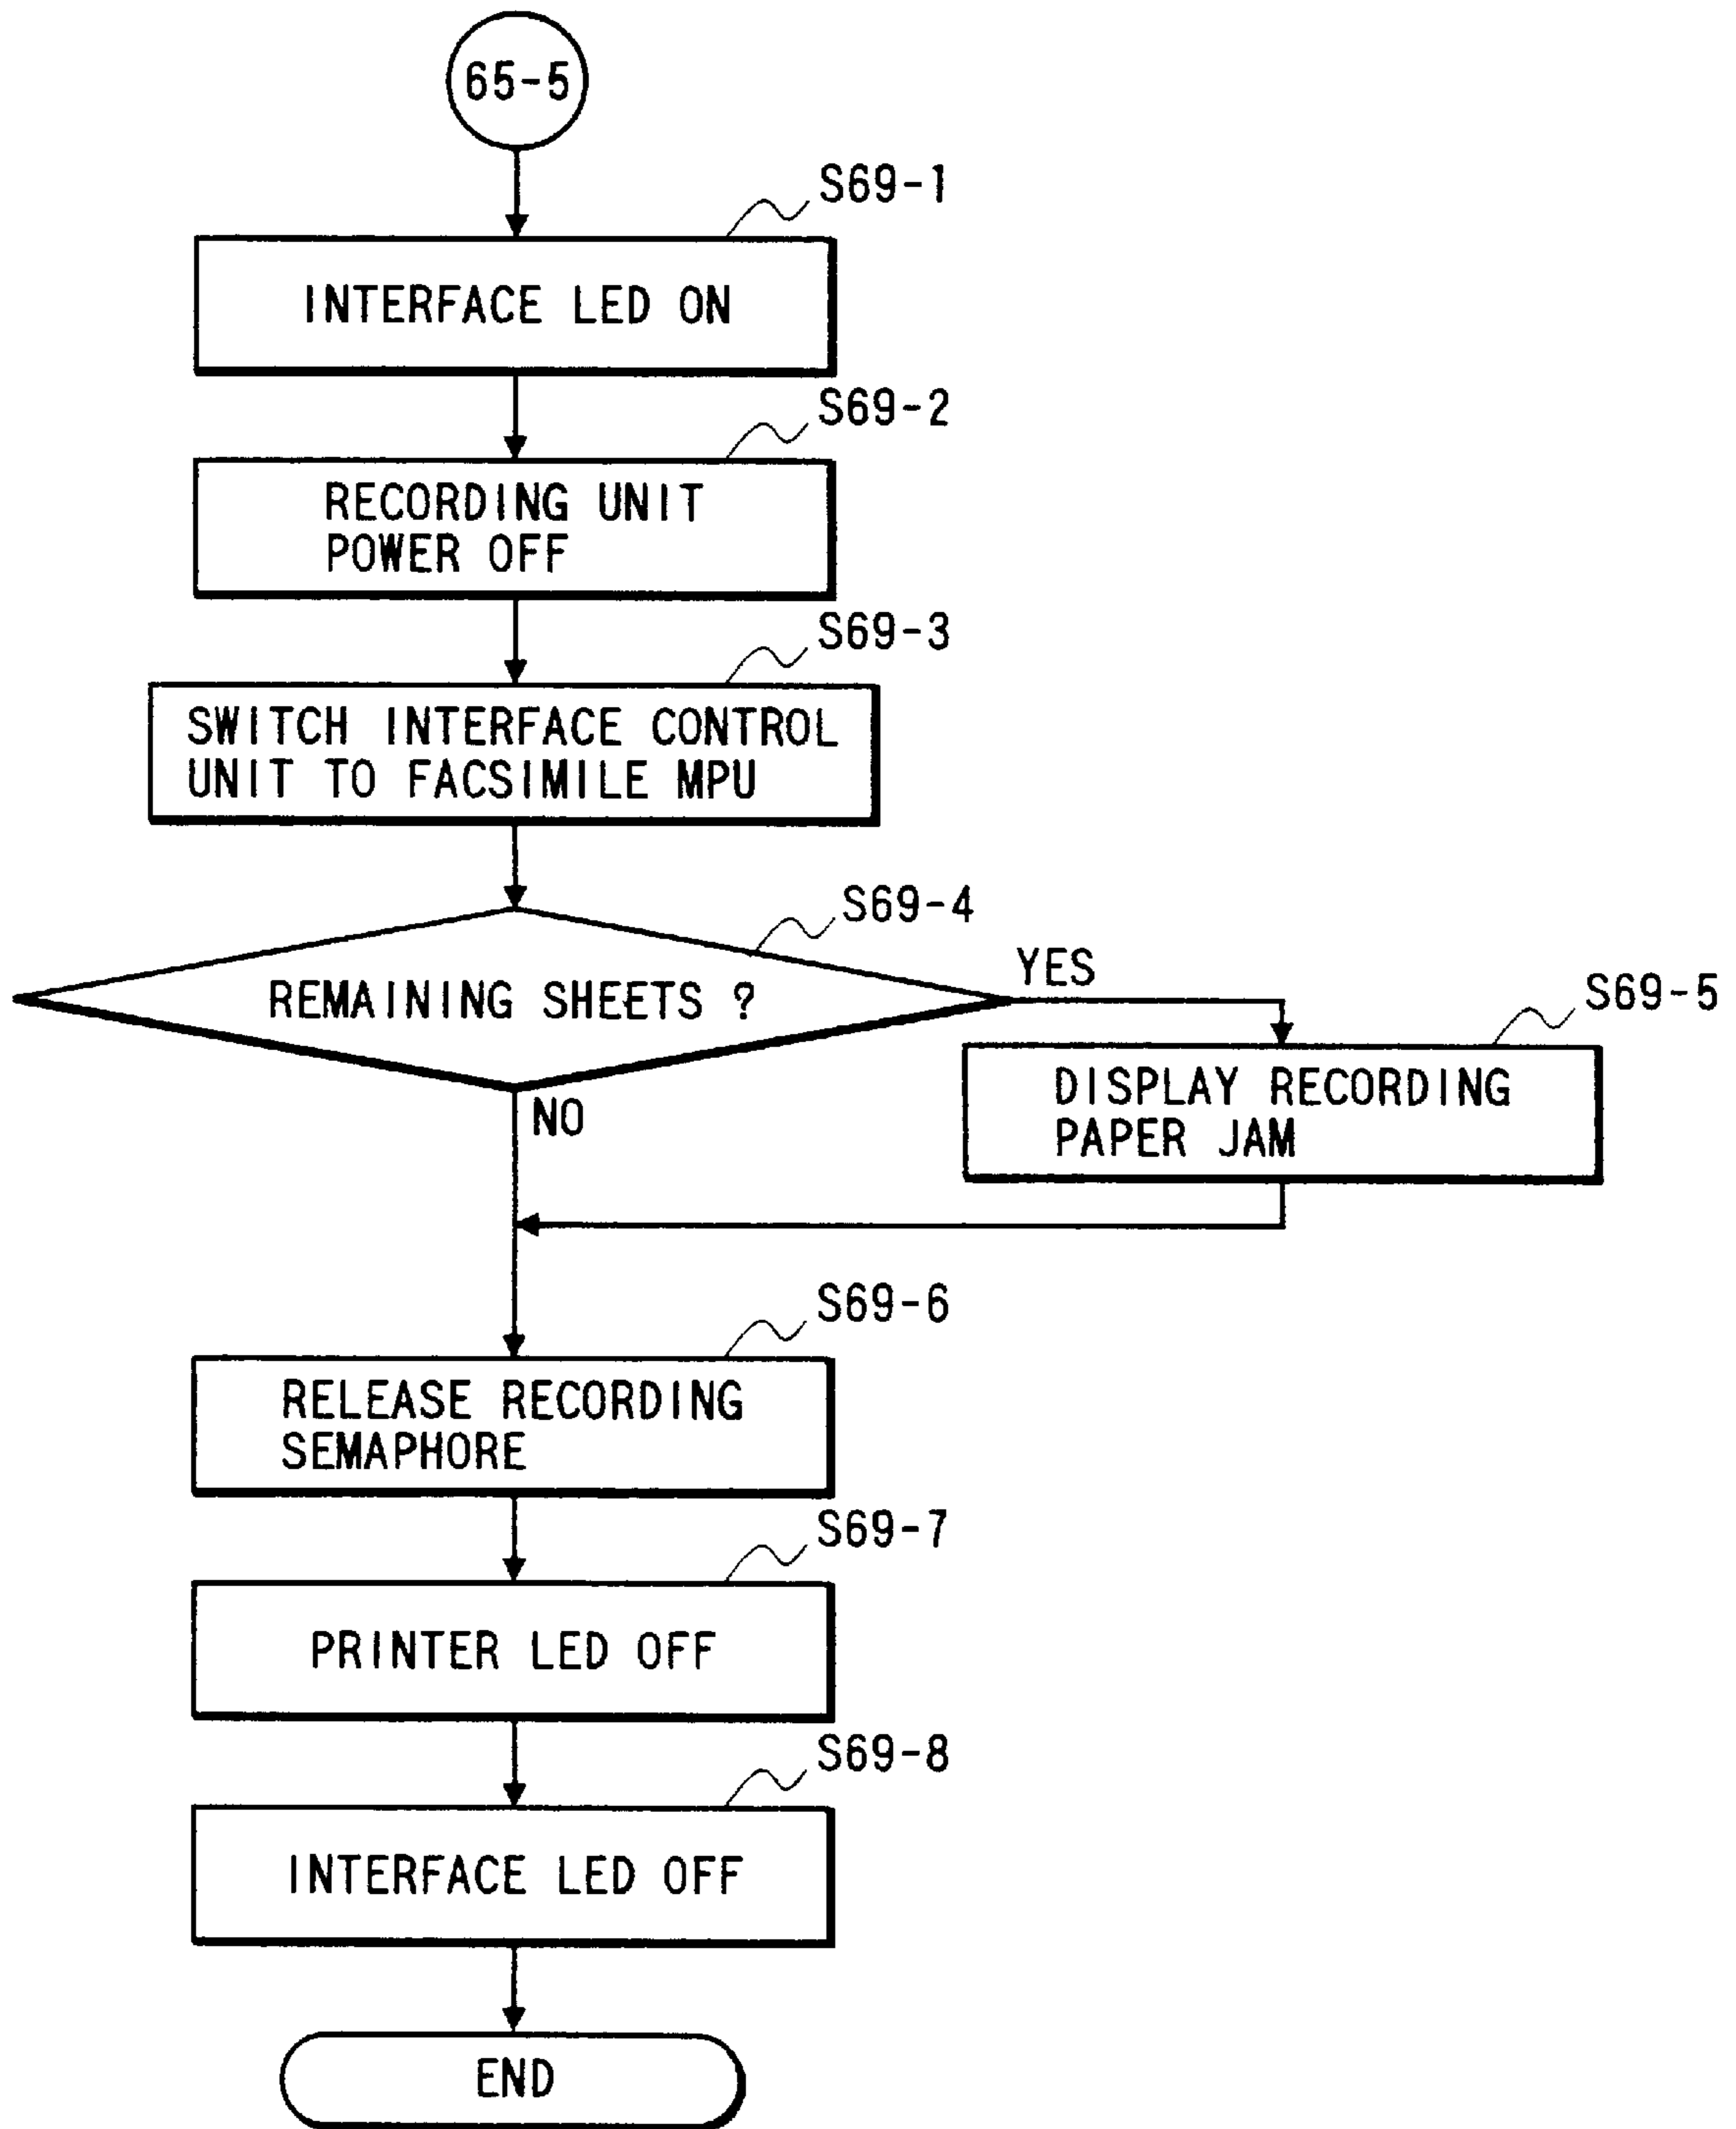 65-5
S69-1
INTERFACE LED ON
S69-2
RECORDING UNIT
POWER OFF
S69-3
SWITCH INTERFACE CONTROL
UNIT TO FACSIMILE MPU
S69-4
REMAINING SHEETS ?
YES
NO
S69-5
DISPLAY RECORDING
PAPER JAM
S69-6
RELEASE RECORDING
SEMAPHORE
S69-7
PRINTER LED OFF
S69-8
INTERFACE LED OFF
END